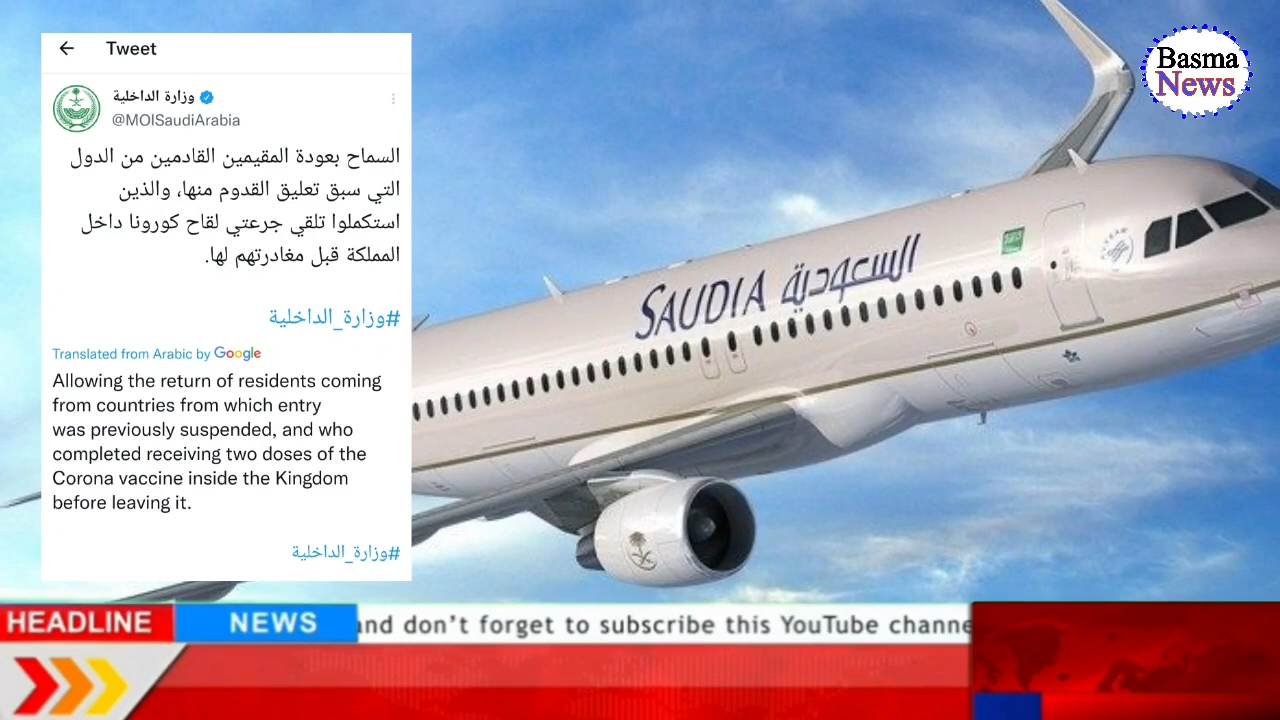 Tweet
وزارة الداخلية
@MOISaudiArabia
السماح بعودة المقيمين القادمين من الدول
التي سبق تعليق القدوم منها، والذين
استكملوا تلقي جرعتي لقاح كورونا داخل
المملكة قبل مغادرتهم لها.
#وزارة_الداخلية
Translated from Arabic by Google
Allowing the return of residents coming
from countries from which entry
was previously suspended, and who
completed receiving two doses of the
Corona vaccine inside the Kingdom
before leaving it.
#وزارة_الداخلية
SAUDIA السعودية
Basma
News
HEADLINE NEWS and don't forget to subscribe this YouTube channe